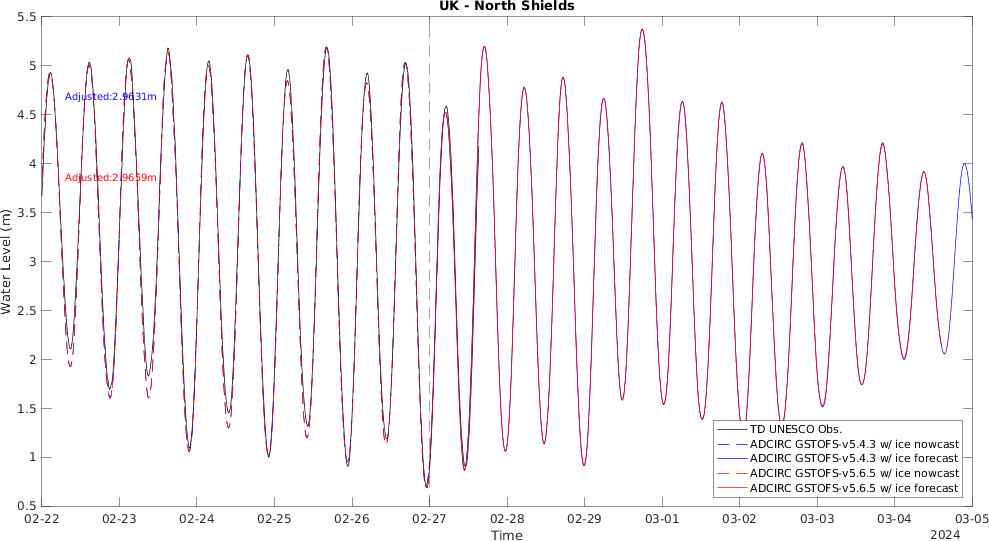 UK - North Shields
5.5
5
4.5
4
3.5
3
2.5
2
1.5
1
0.5
Water Level (m)
Adjusted:2.9631m
Adjusted:2.9659m
TD UNESCO Obs.
ADCIRC GSTOFS-v5.4.3 w/ ice nowcast
ADCIRC GSTOFS-v5.4.3 w/ ice forecast
ADCIRC GSTOFS-v5.6.5 w/ ice nowcast
ADCIRC GSTOFS-v5.6.5 w/ ice forecast
02-22 02-23 02-24 02-25 02-26 02-27 02-28 02-29 03-01 03-02 03-03 03-04 03-05
Time
2024